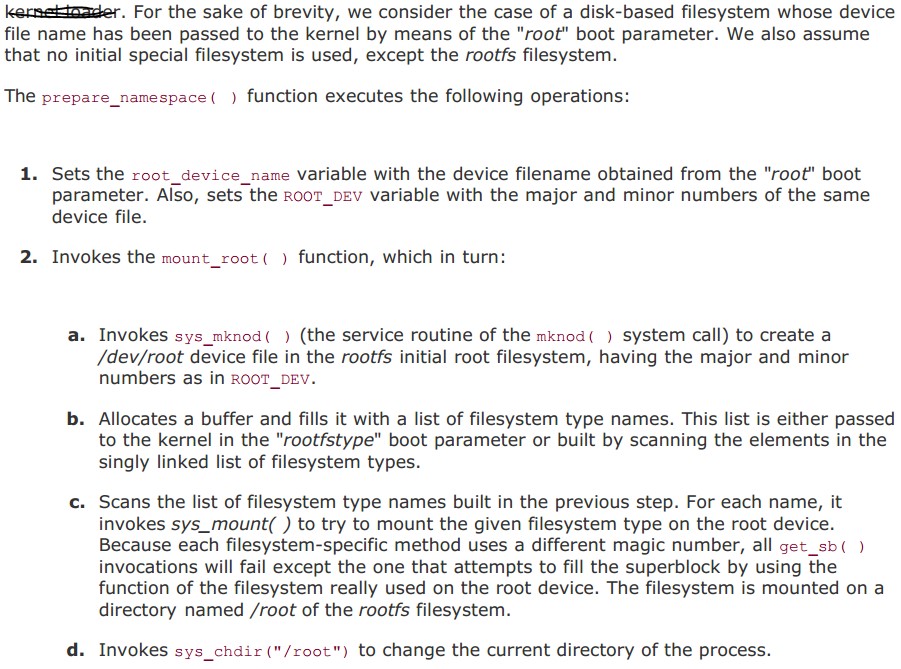 kernel loader. For the sake of brevity, we consider the case of a disk-based filesystem whose device
file name has been passed to the kernel by means of the "root" boot parameter. We also assume
that no initial special filesystem is used, except the rootfs filesystem.
The prepare_namespace( ) function executes the following operations:
1. Sets the root_device_name variable with the device filename obtained from the "root" boot
parameter. Also, sets the ROOT_DEV variable with the major and minor numbers of the same
device file.
2. Invokes the mount_root( ) function, which in turn:
a. Invokes sys_mknod( ) (the service routine of the mknod( ) system call) to create a
/dev/root device file in the rootfs initial root filesystem, having the major and minor
numbers as in ROOT_DEV.
b. Allocates a buffer and fills it with a list of filesystem type names. This list is either passed
to the kernel in the "rootfstype" boot parameter or built by scanning the elements in the
singly linked list of filesystem types.
c. Scans the list of filesystem type names built in the previous step. For each name, it
invokes sys_mount( ) to try to mount the given filesystem type on the root device.
Because each filesystem-specific method uses a different magic number, all get_sb( )
invocations will fail except the one that attempts to fill the superblock by using the
function of the filesystem really used on the root device. The filesystem is mounted on a
directory named /root of the rootfs filesystem.
d. Invokes sys_chdir("/root") to change the current directory of the process.